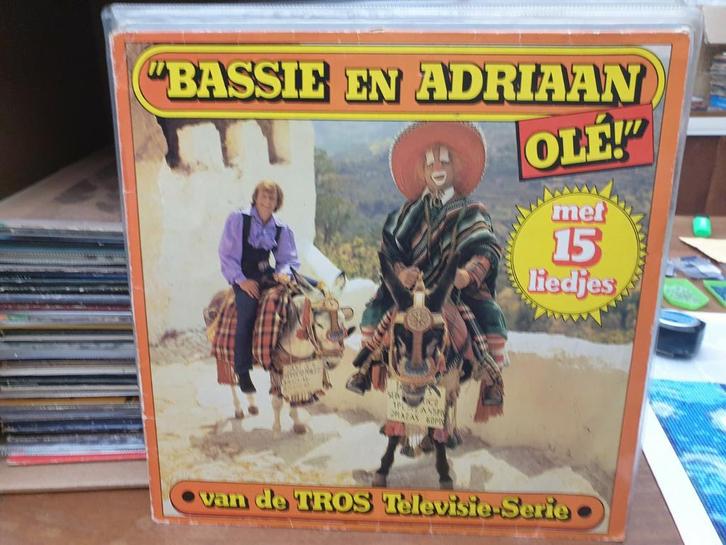 "BASSIE EN ADRIAAN
OLÉ!"
met
15
liedjes
van de TROS Televisie-Serie